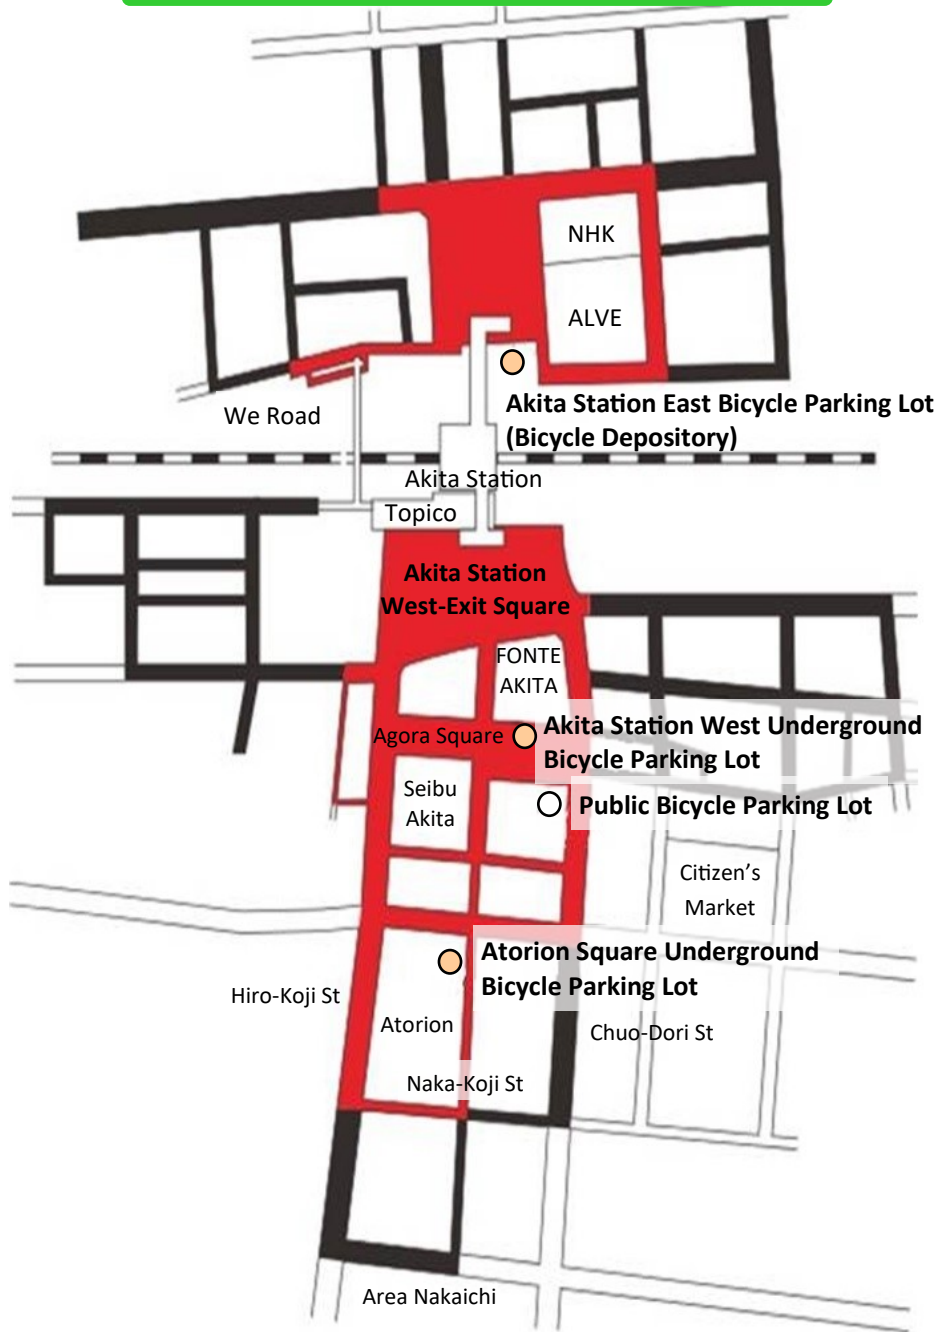 NHK
ALVE
Akita Station East Bicycle Parking Lot
(Bicycle Depository)
We Road
Akita Station
Topico
Akita Station
West-Exit Square
FONTE
AKITA
Agora Square
Akita Station West Underground
Bicycle Parking Lot
Seibu
Akita
Public Bicycle Parking Lot
Citizen’s
Market
Atorion Square Underground
Bicycle Parking Lot
Hiro-Koji St
Atorion
Chuo-Dori St
Naka-Koji St
Area Nakaichi